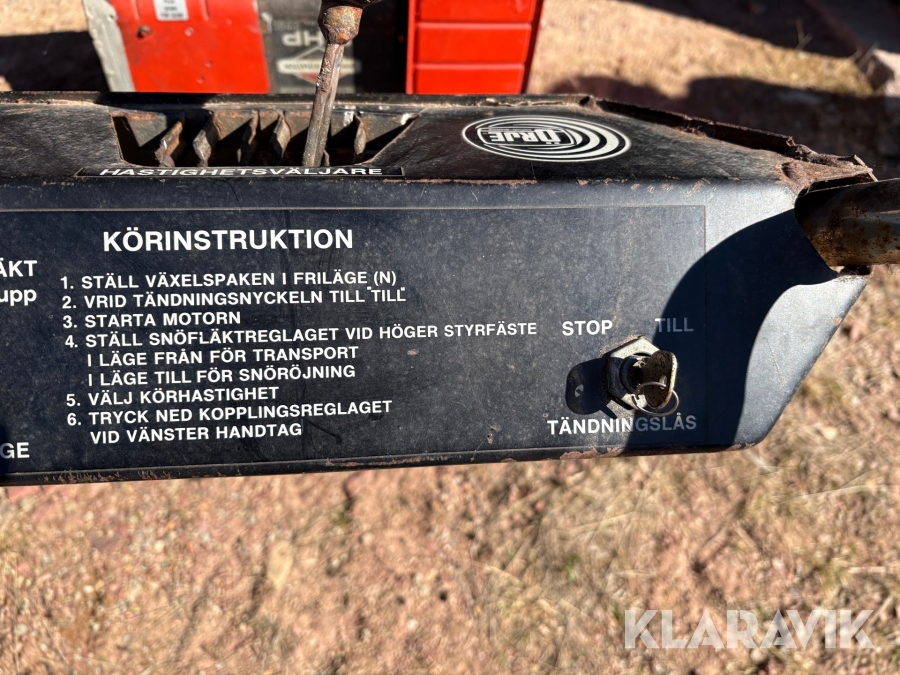 HP
TÖRJE
HASTIGHETSVÄLJARE
KÖRINSTRUKTION
1. STÄLL VÄXELSPAKEN I FRILÄGE (N)
2. VRID TÄNDNINGSNYCKELN TILL "TILL"
3. STARTA MOTORN
4. STÄLL SNÖFLÄKTREGLAGET VID HÖGER STYRFÄSTE
I LÄGE FRÅN FÖR TRANSPORT
I LÄGE TILL FÖR SNÖRÖJNING
5. VÄLJ KÖRHASTIGHET
6. TRYCK NED KOPPLINGSREGLAGET
VID VÄNSTER HANDTAG
ÄKT
upp
GE
STOP TILL
TÄNDNINGSLÅS
KLARAVIK